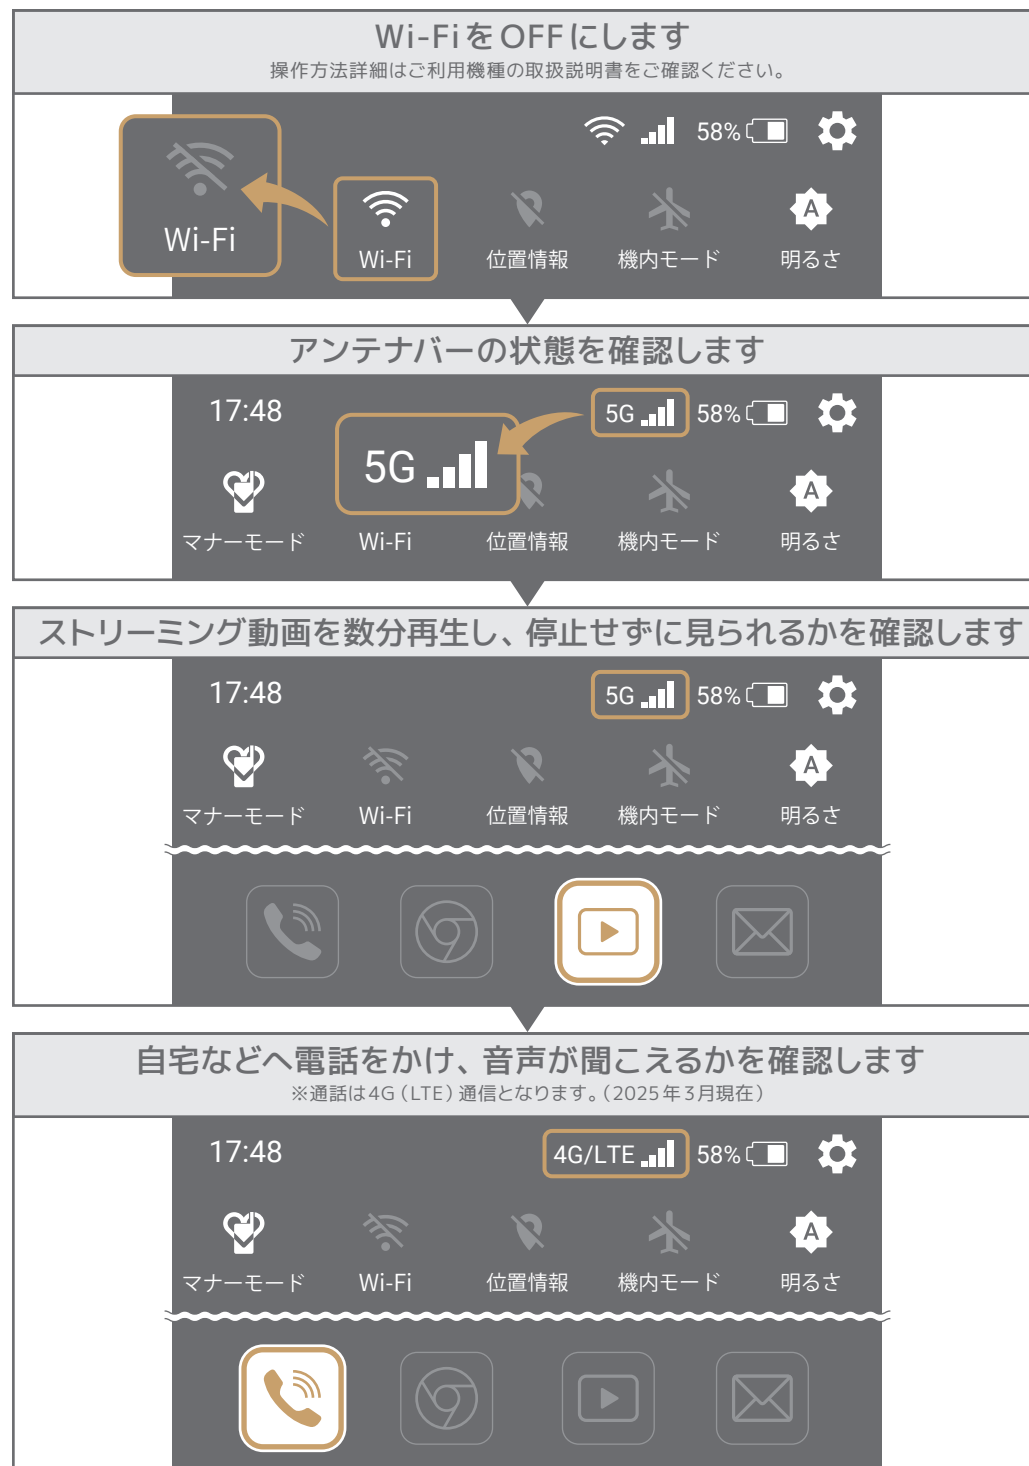 Wi-FiをOFFにします
操作方法詳細はご利用機種の取扱説明書をご確認ください。
58%
Wi-Fi
Wi-Fi 位置情報 機内モード 明るさ
A
アンテナバーの状態を確認します
17:48 5G 58%
5G
A
マナーモード Wi-Fi 位置情報 機内モード 明るさ
ストリーミング動画を数分再生し、停止せずに見られるかを確認します
17:48 5G 58%
A
マナーモード Wi-Fi 位置情報 機内モード 明るさ
自宅などへ電話をかけ、音声が聞こえるかを確認します
※通話は4G（LTE）通信となります。（2025年3月現在）
17:48 4G/LTE 58%
A
マナーモード Wi-Fi 位置情報 機内モード 明るさ